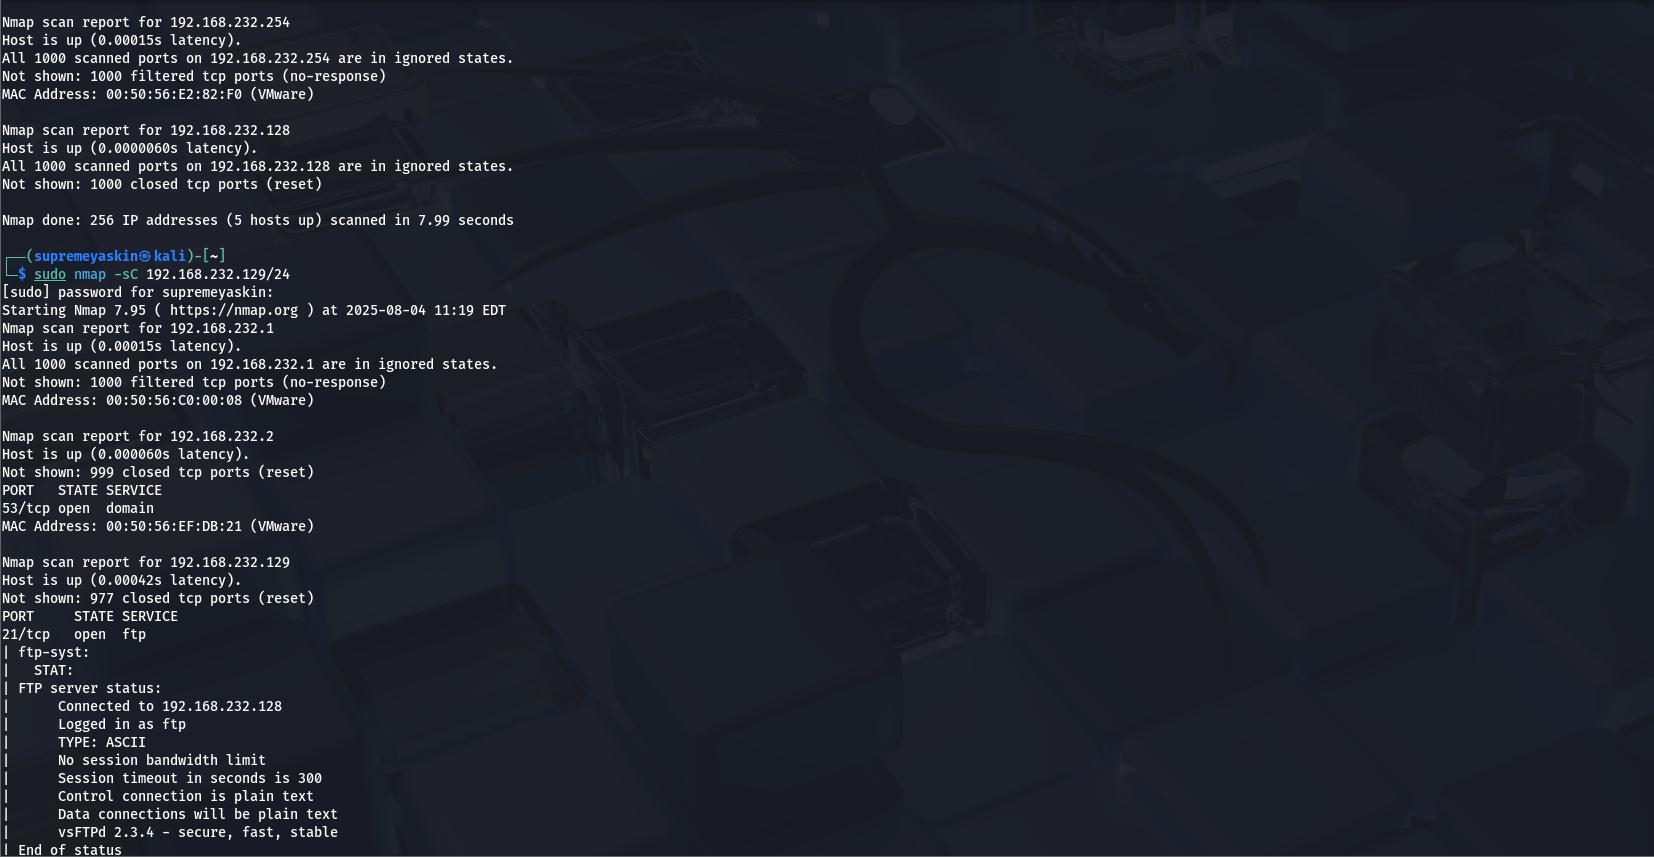 Nmap scan report for 192.168.232.254
Host is up (0.00015s latency).
All 1000 scanned ports on 192.168.232.254 are in ignored states.
Not shown: 1000 filtered tcp ports (no-response)
MAC Address: 00:50:56:E2:82:F0 (VMware)

Nmap scan report for 192.168.232.128
Host is up (0.0000060s latency).
All 1000 scanned ports on 192.168.232.128 are in ignored states.
Not shown: 1000 closed tcp ports (reset)

Nmap done: 256 IP addresses (5 hosts up) scanned in 7.99 seconds

┌──(supremeyaskin㉿kali)-[~]
└─$ sudo nmap -sC 192.168.232.129/24
[sudo] password for supremeyaskin:
Starting Nmap 7.95 ( https://nmap.org ) at 2025-08-04 11:19 EDT
Nmap scan report for 192.168.232.1
Host is up (0.00015s latency).
All 1000 scanned ports on 192.168.232.1 are in ignored states.
Not shown: 1000 filtered tcp ports (no-response)
MAC Address: 00:50:56:C0:00:08 (VMware)

Nmap scan report for 192.168.232.2
Host is up (0.000060s latency).
Not shown: 999 closed tcp ports (reset)
PORT   STATE SERVICE
53/tcp open  domain
MAC Address: 00:50:56:EF:DB:21 (VMware)

Nmap scan report for 192.168.232.129
Host is up (0.00042s latency).
Not shown: 977 closed tcp ports (reset)
PORT     STATE SERVICE
21/tcp   open  ftp
| ftp-syst:
|   STAT:
| FTP server status:
|      Connected to 192.168.232.128
|      Logged in as ftp
|      TYPE: ASCII
|      No session bandwidth limit
|      Session timeout in seconds is 300
|      Control connection is plain text
|      Data connections will be plain text
|      vsFTPd 2.3.4 - secure, fast, stable
| End of status